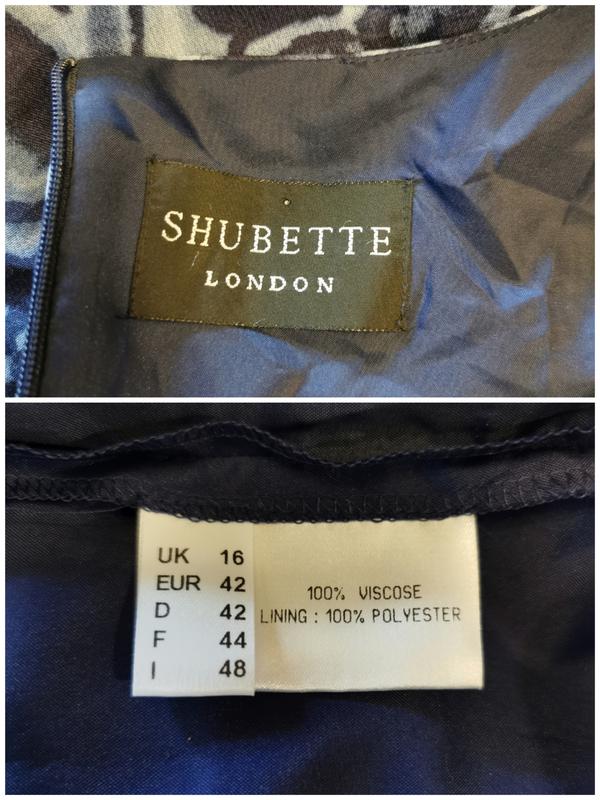 SHUBETTE
LONDON
UK 16
EUR 42
D 42
F 44
I 48
100% VISCOSE
LINING : 100% POLYESTER